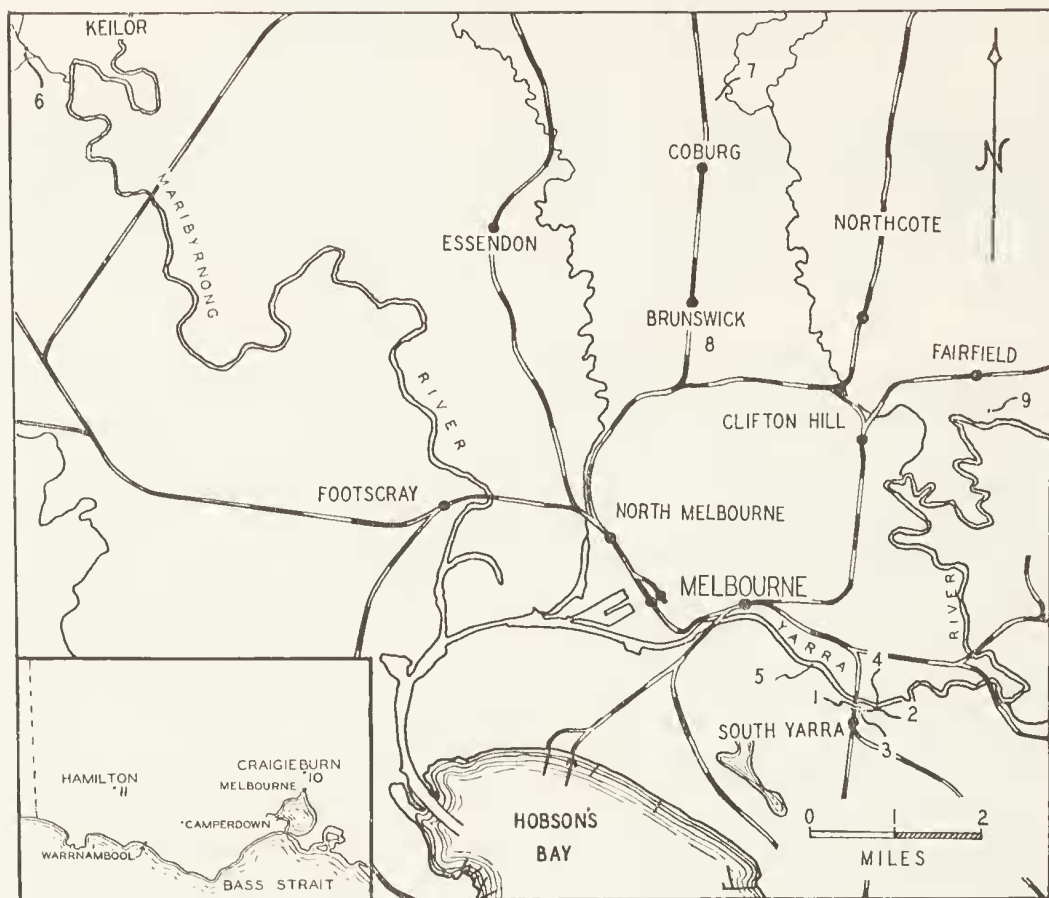 KEILOR
6
7
N
COBURG
MARIBYRNONG
ESSENDON
NORTHCOTE
BRUNSWICK
8
FAIRFIELD
RIVER
9
CLIFTON HILL
FOOTSCRAY
NORTH MELBOURNE
MELBOURNE
RIVER
YARRA
5
4
1
2
SOUTH YARRA
3
HOBSON'S
BAY
0 1 2
MILES
CRAIGIEBURN
10
HAMILTON
11
MELBOURNE
CAMPERDOWN
WARRNAMBOOL
BASS STRAIT